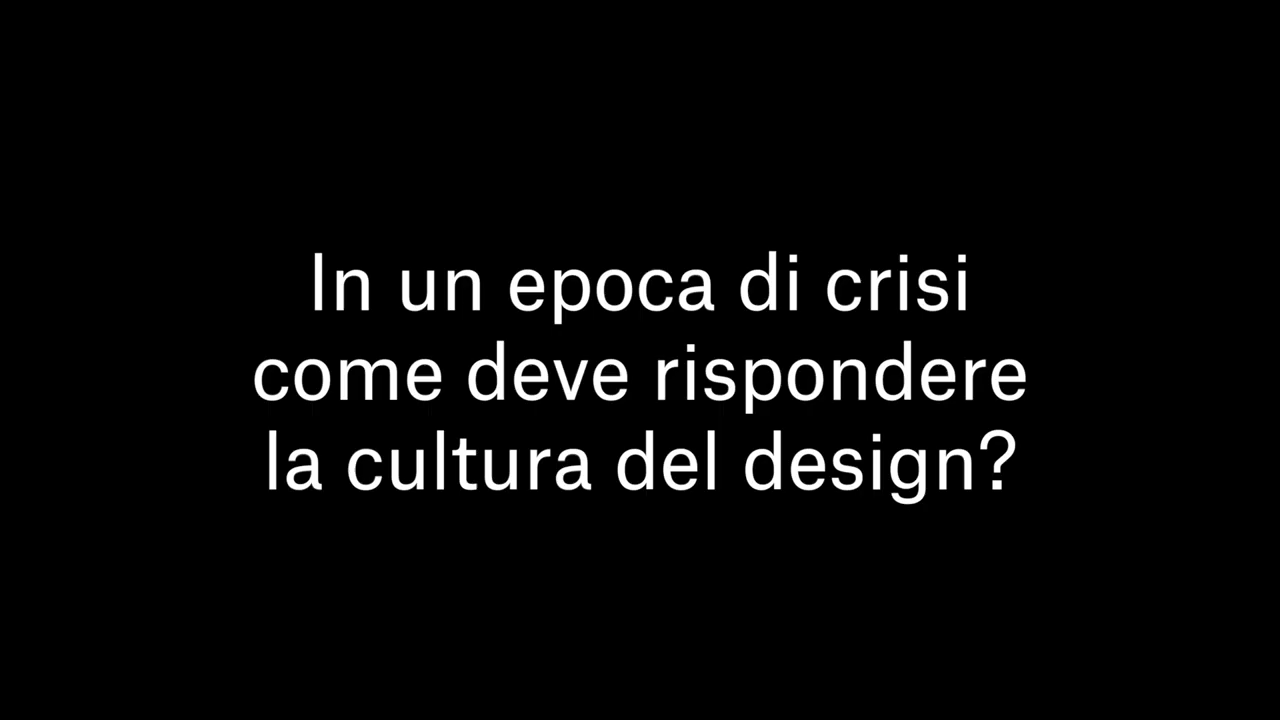 In un epoca di crisi
come deve rispondere
la cultura del design?